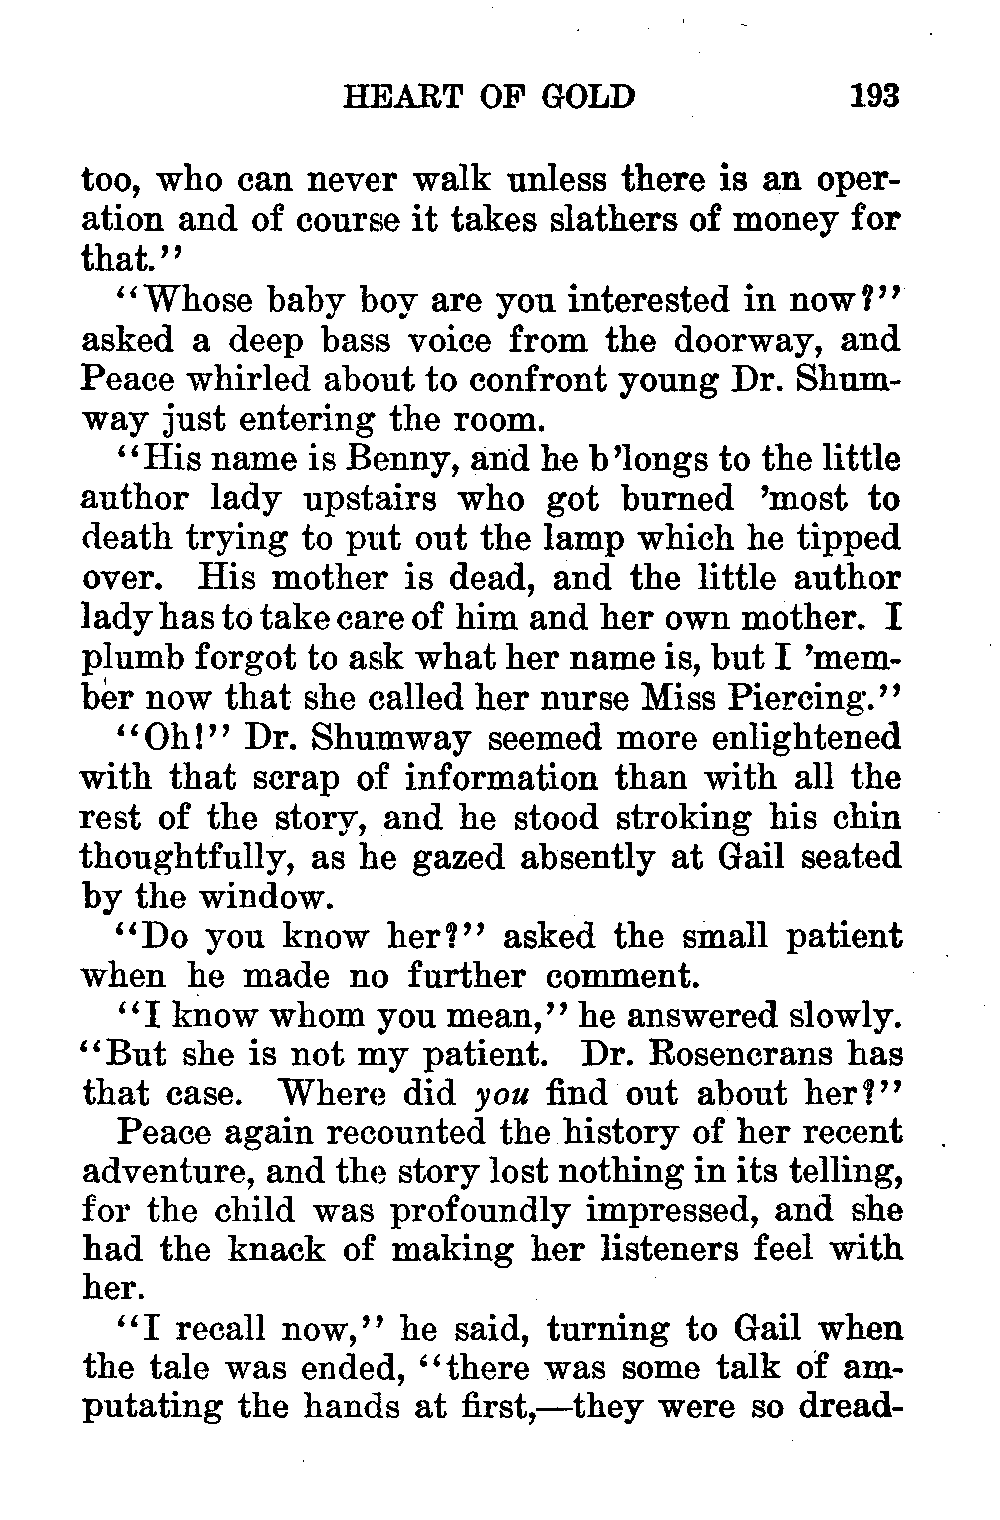 HEART OF GOLD 193
too, who can never walk unless there is an oper-
ation and of course it takes slathers of money for
that."
"Whose baby boy are you interested in now?"
asked a deep bass voice from the doorway, and
Peace whirled about to confront young Dr. Shum-
way just entering the room.
"His name is Benny, and he b'longs to the little
author lady upstairs who got burned 'most to
death trying to put out the lamp which he tipped
over. His mother is dead, and the little author
lady has to take care of him and her own mother. I
plumb forgot to ask what her name is, but I 'mem-
ber now that she called her nurse Miss Piercing."
"Oh!" Dr. Shumway seemed more enlightened
with that scrap of information than with all the
rest of the story, and he stood stroking his chin
thoughtfully, as he gazed absently at Gail seated
by the window.
"Do you know her?" asked the small patient
when he made no further comment.
"I know whom you mean," he answered slowly.
"But she is not my patient. Dr. Rosencrans has
that case. Where did you find out about her?"
Peace again recounted the history of her recent
adventure, and the story lost nothing in its telling,
for the child was profoundly impressed, and she
had the knack of making her listeners feel with
her.
"I recall now," he said, turning to Gail when
the tale was ended, "there was some talk of am-
putating the hands at first,—they were so dread-